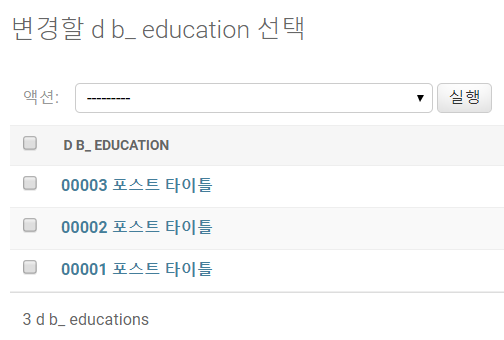 변경할 d b_ education 선택
액션: --------- 실행
D B_ EDUCATION
00003 포스트 타이틀
00002 포스트 타이틀
00001 포스트 타이틀
3 d b_ educations